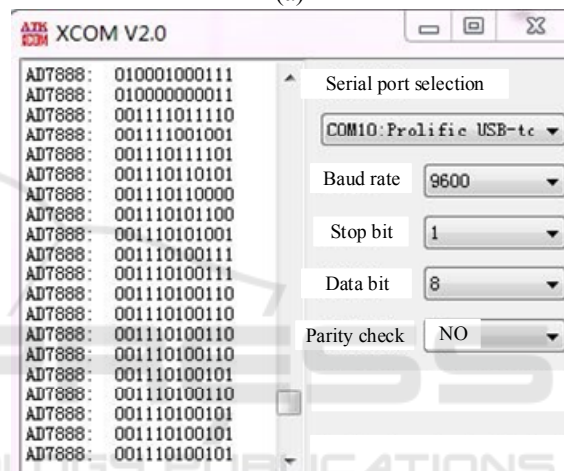 ATK XCOM XCOM V2.0
AD7888: 010001000111
AD7888: 010000000011
AD7888: 001111011110
AD7888: 001111001001
AD7888: 001110111101
AD7888: 001110110101
AD7888: 001110110000
AD7888: 001110101100
AD7888: 001110101001
AD7888: 001110100111
AD7888: 001110100111
AD7888: 001110100110
AD7888: 001110100110
AD7888: 001110100110
AD7888: 001110100110
AD7888: 001110100101
AD7888: 001110100110
AD7888: 001110100101
AD7888: 001110100101
AD7888: 001110100101
Serial port selection
COM10:Prolific USB-to
Baud rate 9600
Stop bit 1
Data bit 8
Parity check NO